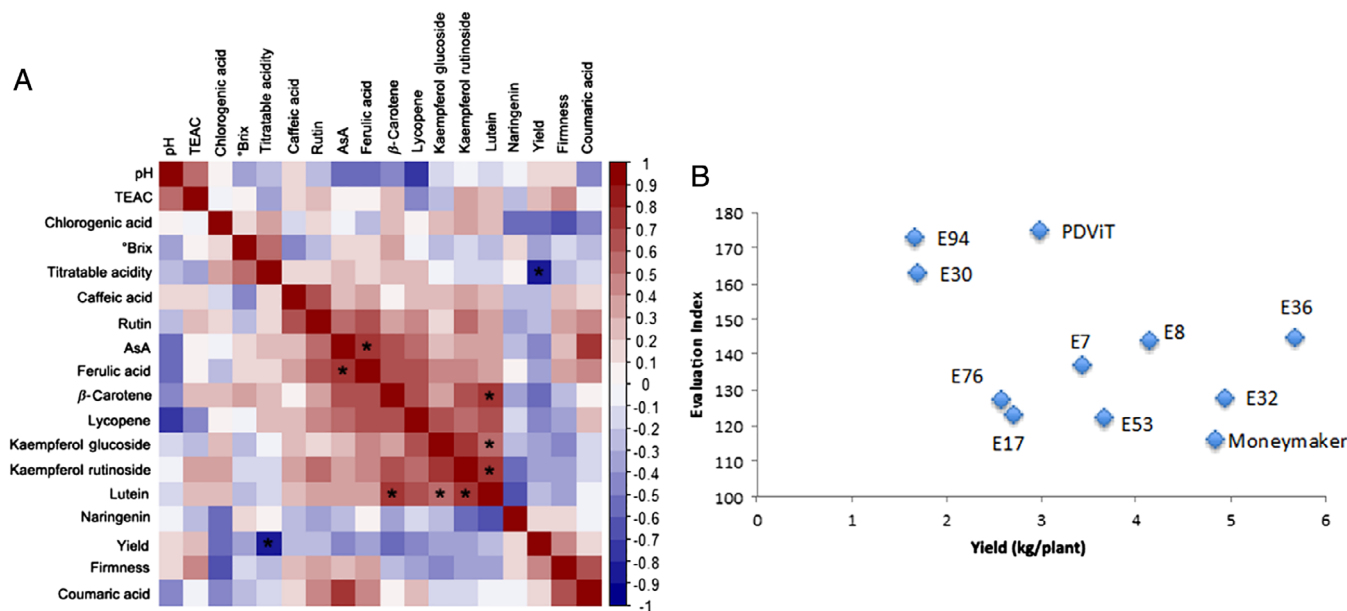 A
pH
TEAC
Chlorogenic acid
°Brix
Titratable acidity
Caffeic acid
Rutin
AsA
Ferulic acid
β-Carotene
Lycopene
Kaempferol glucoside
Kaempferol rutinoside
Lutein
Naringenin
Yield
Firmness
Coumaric acid
pH
TEAC
Chlorogenic acid
°Brix
Titratable acidity
Caffeic acid
Rutin
AsA
Ferulic acid
β-Carotene
Lycopene
Kaempferol glucoside
Kaempferol rutinoside
Lutein
Naringenin
Yield
Firmness
Coumaric acid
1
0.9
0.8
0.7
0.6
0.5
0.4
0.3
0.2
0.1
0
-0.1
-0.2
-0.3
-0.4
-0.5
-0.6
-0.7
-0.8
-0.9
-1
B
Evaluation Index
180
170
160
150
140
130
120
110
100
E94
PDViT
E30
E36
E7
E8
E76
E32
E17
E53
Moneymaker
0 1 2 3 4 5 6
Yield (kg/plant)